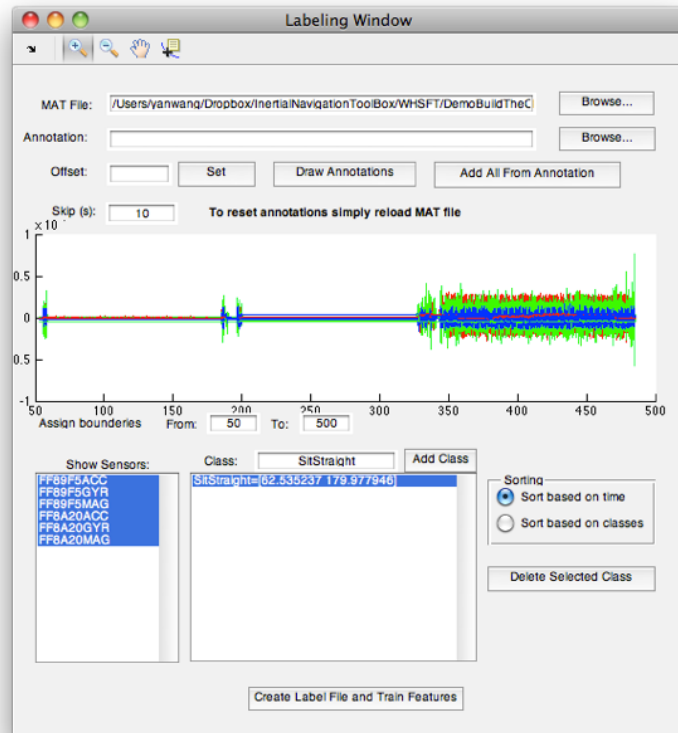 Labeling Window
MAT File: /Users/yanwang/Dropbox/InertialNavigationToolBox/WHSFT/DemoBuildTheC Browse...
Annotation: Browse...
Offset: Set Draw Annotations Add All From Annotation
Skip (s): 10 To reset annotations simply reload MAT file
1 x 10
0.5
0
0.5
-1
50 100 150 200 250 300 350 400 450 500
Assign bounderies From: 50 To: 500
Show Sensors: Class: SitStraight Add Class
FF89F5ACC
FF89F5GYR
FF89F5MAG
FF8A20ACC
FF8A20GYR
FF8A20MAG
SitStraight=[62.535237 179.977946]
Sorting
Sort based on time
Sort based on classes
Delete Selected Class
Create Label File and Train Features